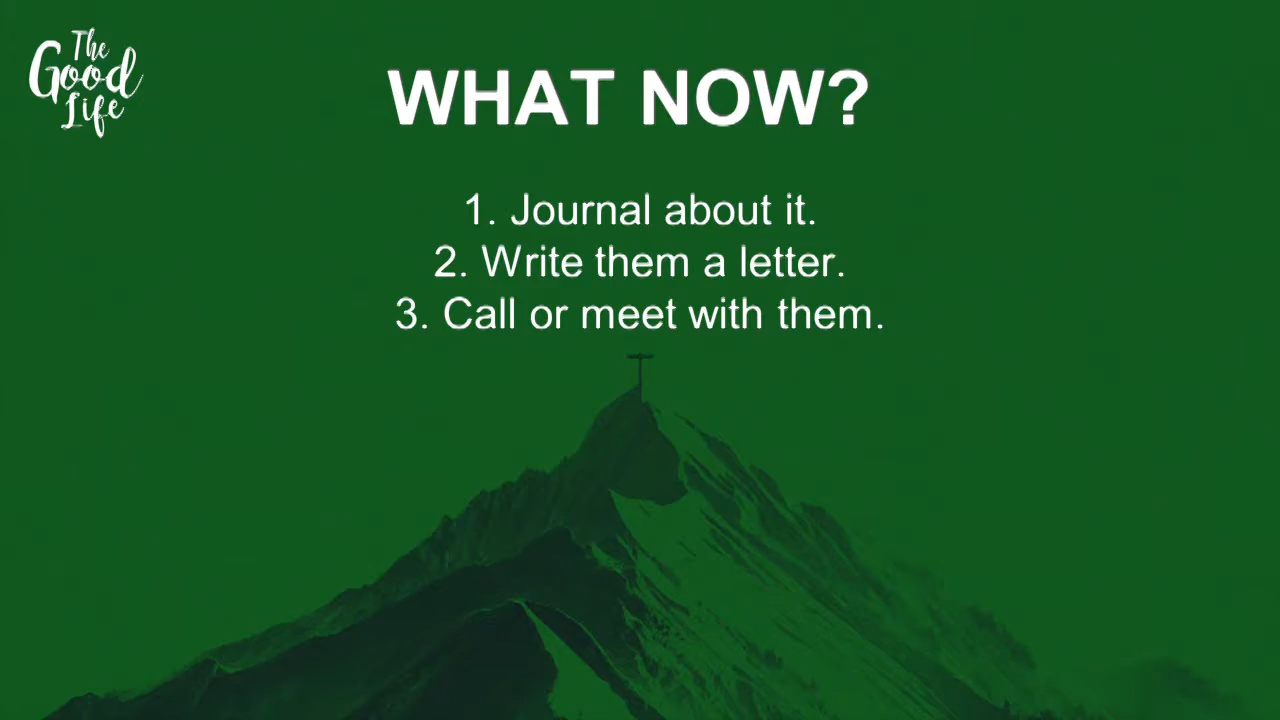 The
Good
Life
WHAT NOW?
1. Journal about it.
2. Write them a letter.
3. Call or meet with them.